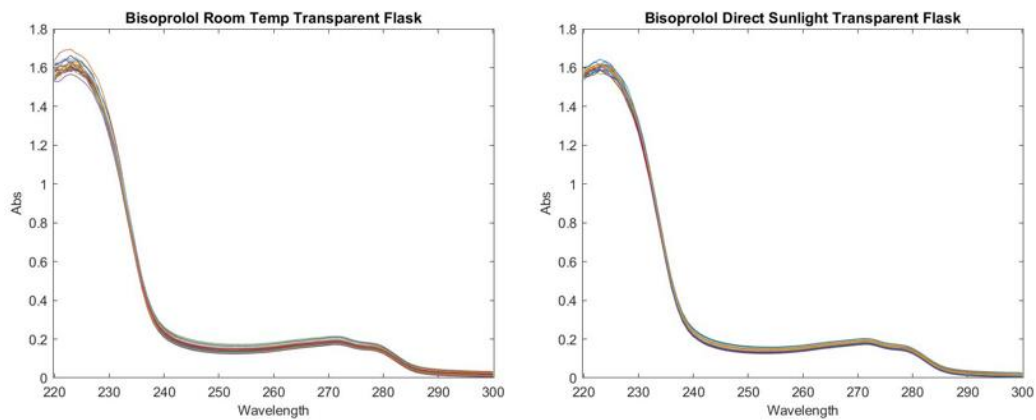 Bisoprolol Room Temp Transparent Flask
1.8
1.6
1.4
1.2
1
0.8
0.6
0.4
0.2
0
Abs
220 230 240 250 260 270 280 290 300
Wavelength
Bisoprolol Direct Sunlight Transparent Flask
1.8
1.6
1.4
1.2
1
0.8
0.6
0.4
0.2
0
Abs
220 230 240 250 260 270 280 290 300
Wavelength